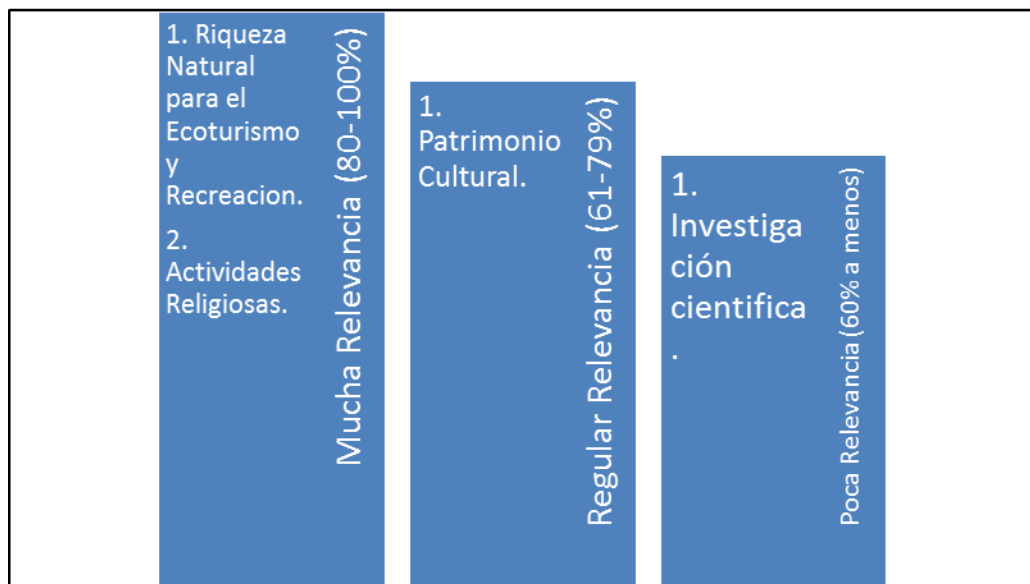 1. Riqueza
Natural
para el
Ecoturismo
y
Recreacion.
2.
Actividades
Religiosas.
Mucha Relevancia (80-100%)
1.
Patrimonio
Cultural.
Regular Relevancia (61-79%)
1.
Investiga
ción
cientifica
.
Poca Relevancia (60% a menos)